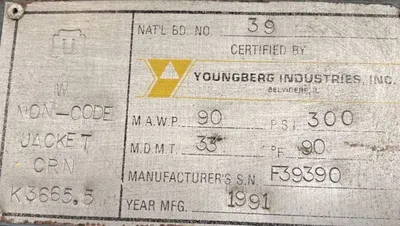 U
W
NON-CODE
JACKET
CRN
K3665.5
NAT'L BD. NO. 39
CERTIFIED BY
YOUNGBERG INDUSTRIES, INC.
BELVIDERE, IL
M.A.W.P. 90 PSI 300
M.D.M.T. 33 °F 90
MANUFACTURER'S S.N. F39390
YEAR MFG. 1991